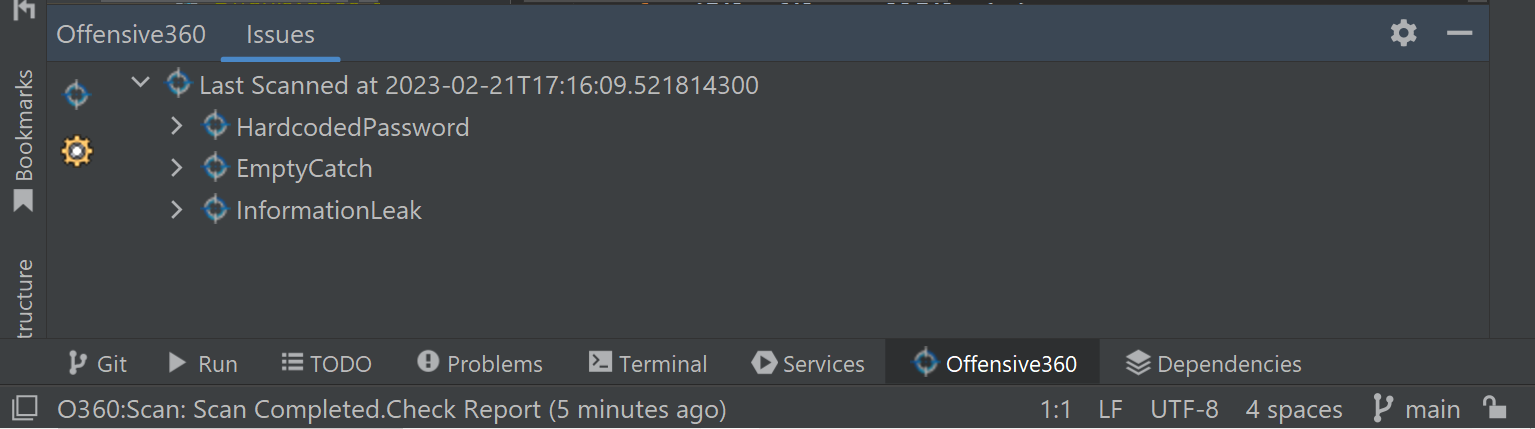 Offensive360 Issues
Bookmarks
Last Scanned at 2023-02-21T17:16:09.521814300
HardcodedPassword
EmptyCatch
InformationLeak
tructure
Git Run TODO Problems Terminal Services Offensive360 Dependencies
O360:Scan: Scan Completed.Check Report (5 minutes ago) 1:1 LF UTF-8 4 spaces main